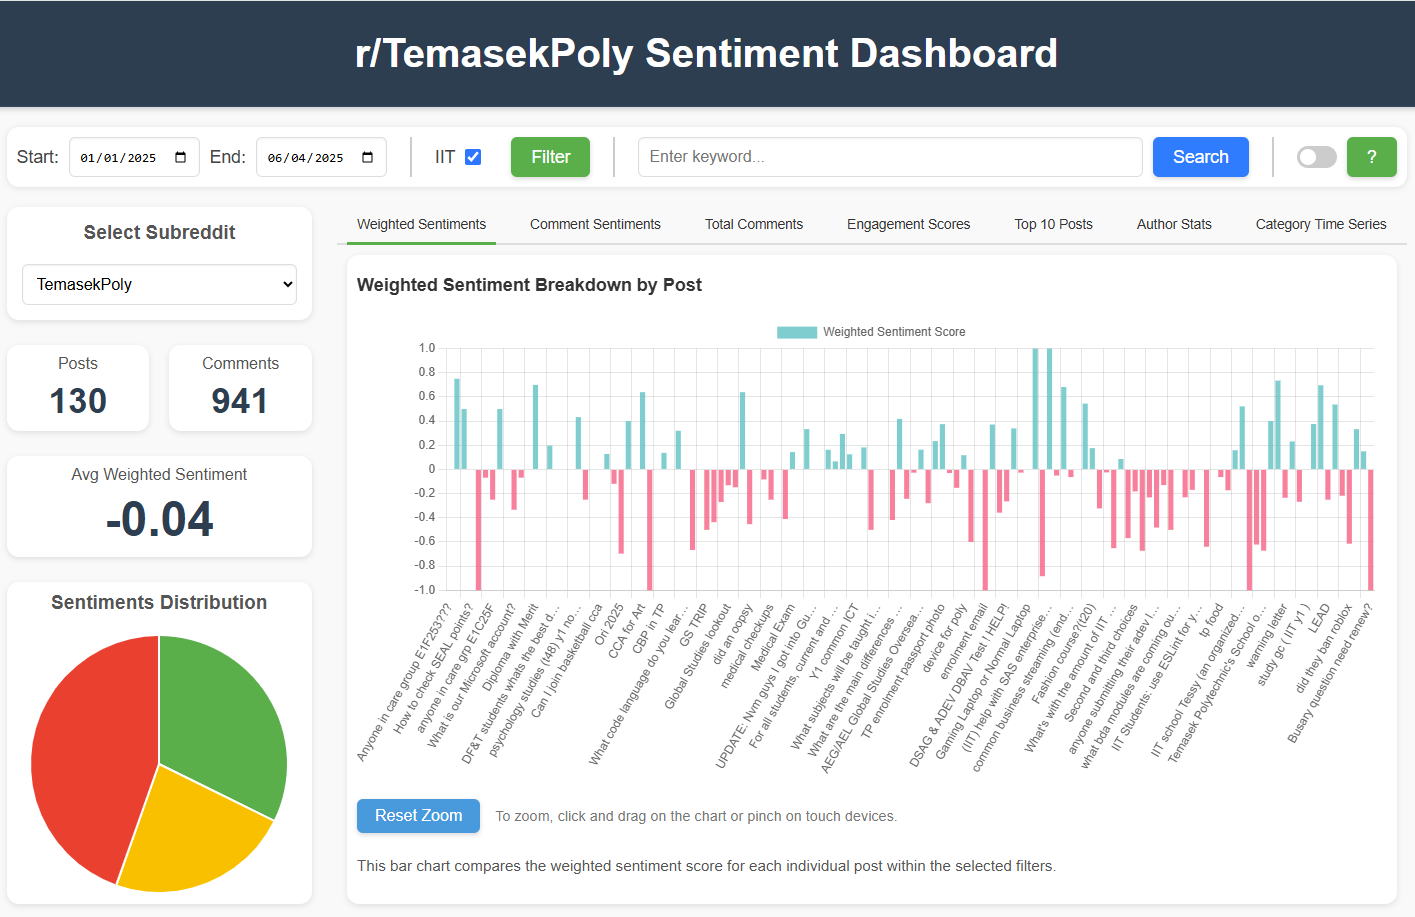 r/TemasekPoly Sentiment Dashboard
Start: 01/01/2025 End: 06/04/2025 IIT Filter Enter keyword... Search ?
Select Subreddit
TemasekPoly
Posts
130
Comments
941
Avg Weighted Sentiment
-0.04
Sentiments Distribution
Weighted Sentiments Comment Sentiments Total Comments Engagement Scores Top 10 Posts Author Stats Category Time Series
Weighted Sentiment Breakdown by Post
Weighted Sentiment Score
1.0
0.8
0.6
0.4
0.2
0
-0.2
-0.4
-0.6
-0.8
-1.0
Anyone in care group E1F253???
How to check SEAL points?
anyone in care grp E1C25F
What is our Microsoft account?
Diploma with Merit
DF&T students whats the best d...
psychology studies (t48) y1 no...
Can I join basketball cca
Ori 2025
CCA for Art
CBP in TP
What code language do you lear...
GS TRIP
Global Studies lookout
did an oopsy
medical checkups
Medical Exam
UPDATE: Nvm guys I got into Gu...
For all students, current and...
Y1 common ICT
What subjects will be taught i...
What are the main differences...
AEG/AEL Global Studies Oversea...
TP enrolment passport photo
device for poly
enrolment email
DSAG & ADEV DBAV Test ! HELP!
Gaming Laptop or Normal Laptop
(IIT) help with SAS enterprise...
common business streaming (end...
Fashion course?(t20)
What's with the amount of IIT ...
Second and third choices
anyone submitting their adev l...
what bda modules are coming ou...
IIT Students: use ESLint for y...
tp food
IIT school Tessy (an organized...
Temasek Polytechnic's School o...
warning letter
study gc ( IIT y1 )
LEAD
did they ban roblox
Busary question need renew?
Reset Zoom To zoom, click and drag on the chart or pinch on touch devices.
This bar chart compares the weighted sentiment score for each individual post within the selected filters.